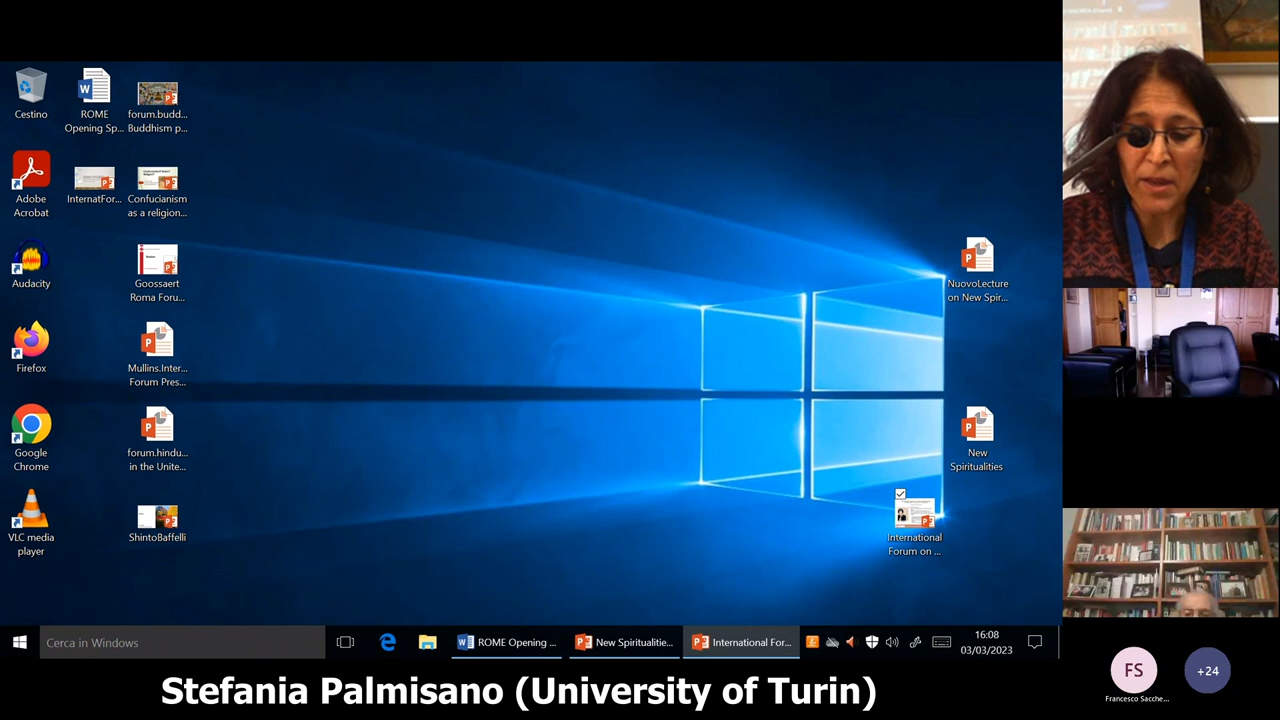 Cestino
ROME
Opening Sp...
forum.budd...
Buddhism p...
Adobe
Acrobat
InternatFor...
Confucianism
as a religion...
Audacity
Goossaert
Roma Foru...
NuovoLecture
on New Spir...
Firefox
Mullins.Inter...
Forum Pres...
Google
Chrome
forum.hindu...
in the Unite...
New
Spiritualities
VLC media
player
ShintoBaffelli
International
Forum on ...
Cerca in Windows
ROME Opening ...
New Spiritualitie...
International For...
16:08
03/03/2023
FS
Francesco Sacche...
+24
Stefania Palmisano (University of Turin)